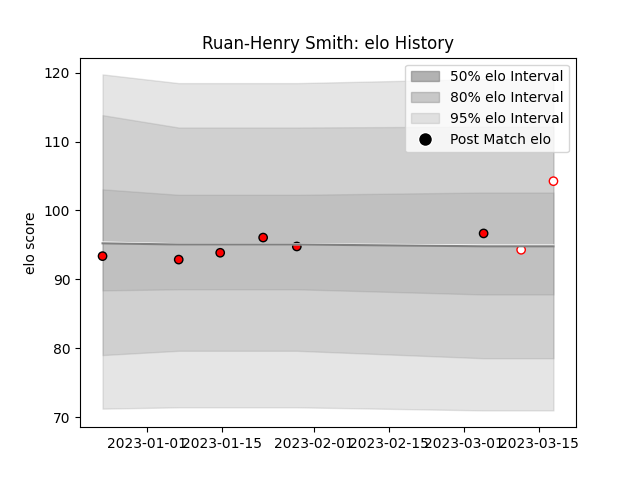 Ruan-Henry Smith: elo History
120
110
100
90
80
70
elo score
50% elo Interval
80% elo Interval
95% elo Interval
Post Match elo
2023-01-01
2023-01-15
2023-02-01
2023-02-15
2023-03-01
2023-03-15